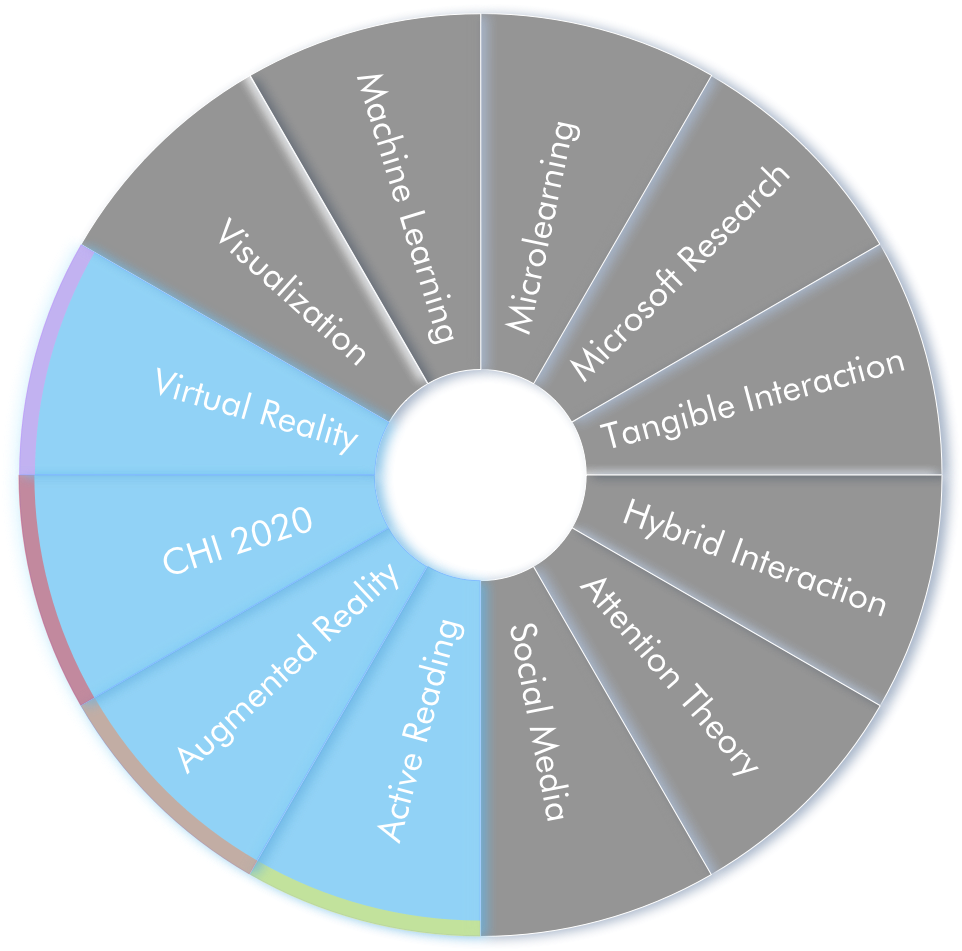 Microlearning
Microsoft Research
Tangible Interaction
Hybrid Interaction
Attention Theory
Social Media
Active Reading
Augmented Reality
CHI 2020
Virtual Reality
Visualization
Machine Learning